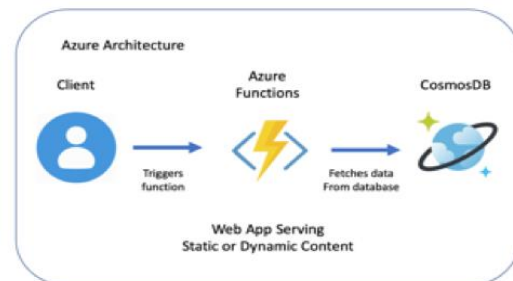 Azure Architecture
Client
Azure
Functions
CosmosDB
Triggers
function
Fetches data
From database
Web App Serving
Static or Dynamic Content